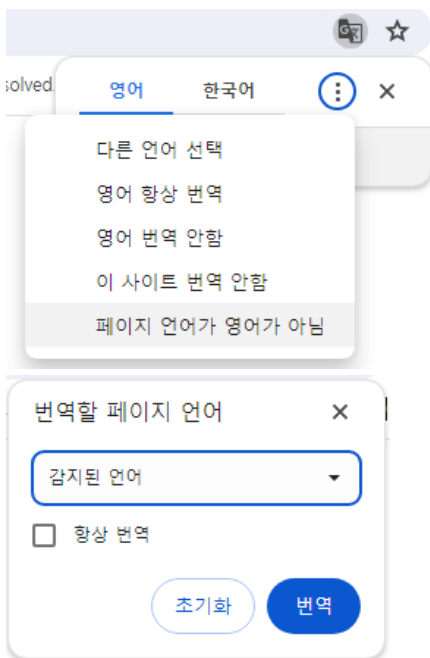 solved.
영어 한국어
다른 언어 선택
영어 항상 번역
영어 번역 안함
이 사이트 번역 안함
페이지 언어가 영어가 아님
번역할 페이지 언어
감지된 언어
항상 번역
초기화 번역